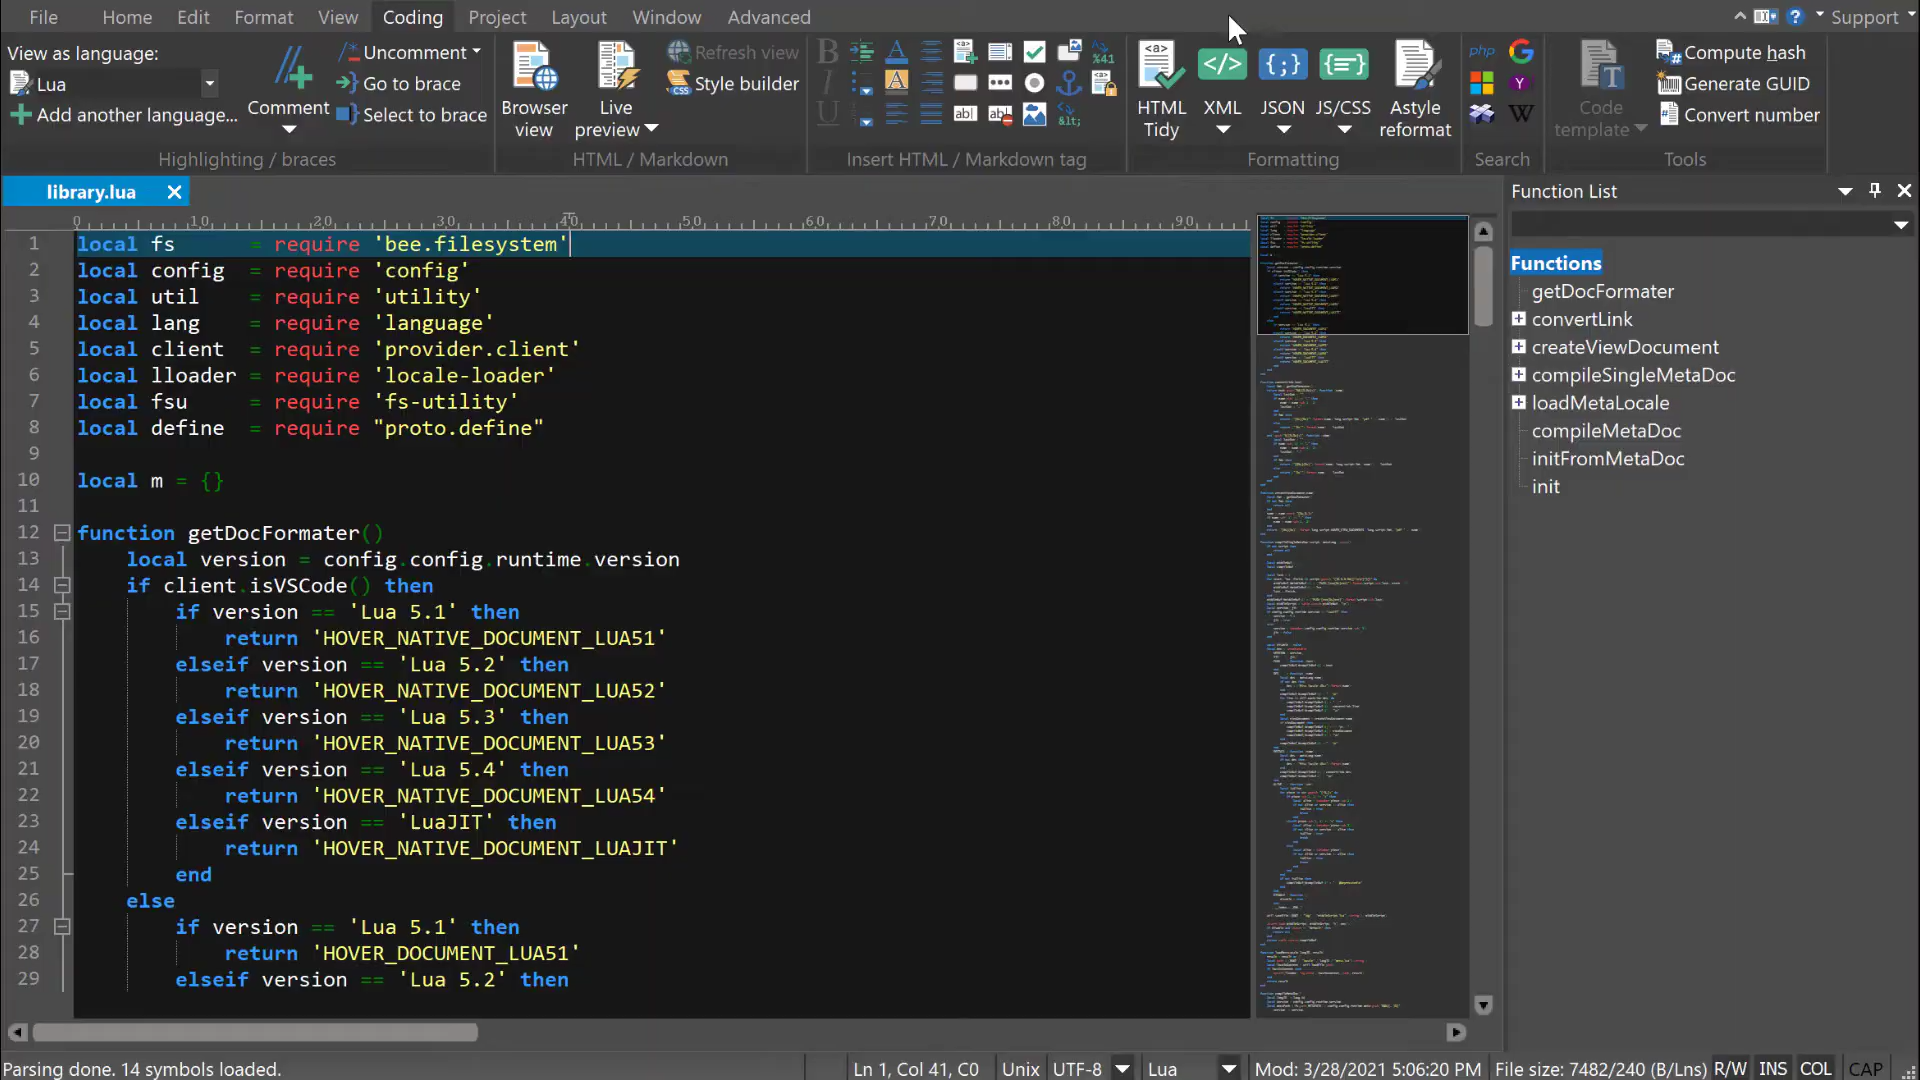 File Home Edit Format View Coding Project Layout Window Advanced Support
View as language:
Lua
Add another language...
Comment
Uncomment
Go to brace
Select to brace
Highlighting / braces
Browser
view
Live
preview
Refresh view
Style builder
HTML / Markdown
Insert HTML / Markdown tag
HTML
Tidy
XML
JSON
JS/CSS
Astyle
reformat
Formatting
php
Search
Code
template
Compute hash
Generate GUID
Convert number
Tools
library.lua
0 10 20 30 40 50 60 70 80 90
1 local fs = require 'bee.filesystem'
2 local config = require 'config'
3 local util = require 'utility'
4 local lang = require 'language'
5 local client = require 'provider.client'
6 local lloader = require 'locale-loader'
7 local fsu = require 'fs-utility'
8 local define = require "proto.define"
9
10 local m = {}
11
12 function getDocFormater()
13 local version = config.config.runtime.version
14 if client.isVSCode() then
15 if version == 'Lua 5.1' then
16 return 'HOVER_NATIVE_DOCUMENT_LUA51'
17 elseif version == 'Lua 5.2' then
18 return 'HOVER_NATIVE_DOCUMENT_LUA52'
19 elseif version == 'Lua 5.3' then
20 return 'HOVER_NATIVE_DOCUMENT_LUA53'
21 elseif version == 'Lua 5.4' then
22 return 'HOVER_NATIVE_DOCUMENT_LUA54'
23 elseif version == 'LuaJIT' then
24 return 'HOVER_NATIVE_DOCUMENT_LUAJIT'
25 end
26 else
27 if version == 'Lua 5.1' then
28 return 'HOVER_DOCUMENT_LUA51'
29 elseif version == 'Lua 5.2' then
Function List
Functions
getDocFormater
convertLink
createViewDocument
compileSingleMetaDoc
loadMetaLocale
compileMetaDoc
initFromMetaDoc
init
Parsing done. 14 symbols loaded. Ln 1, Col 41, C0 Unix UTF-8 Lua Mod: 3/28/2021 5:06:20 PM File size: 7482/240 (B/Lns) R/W INS COL CAP